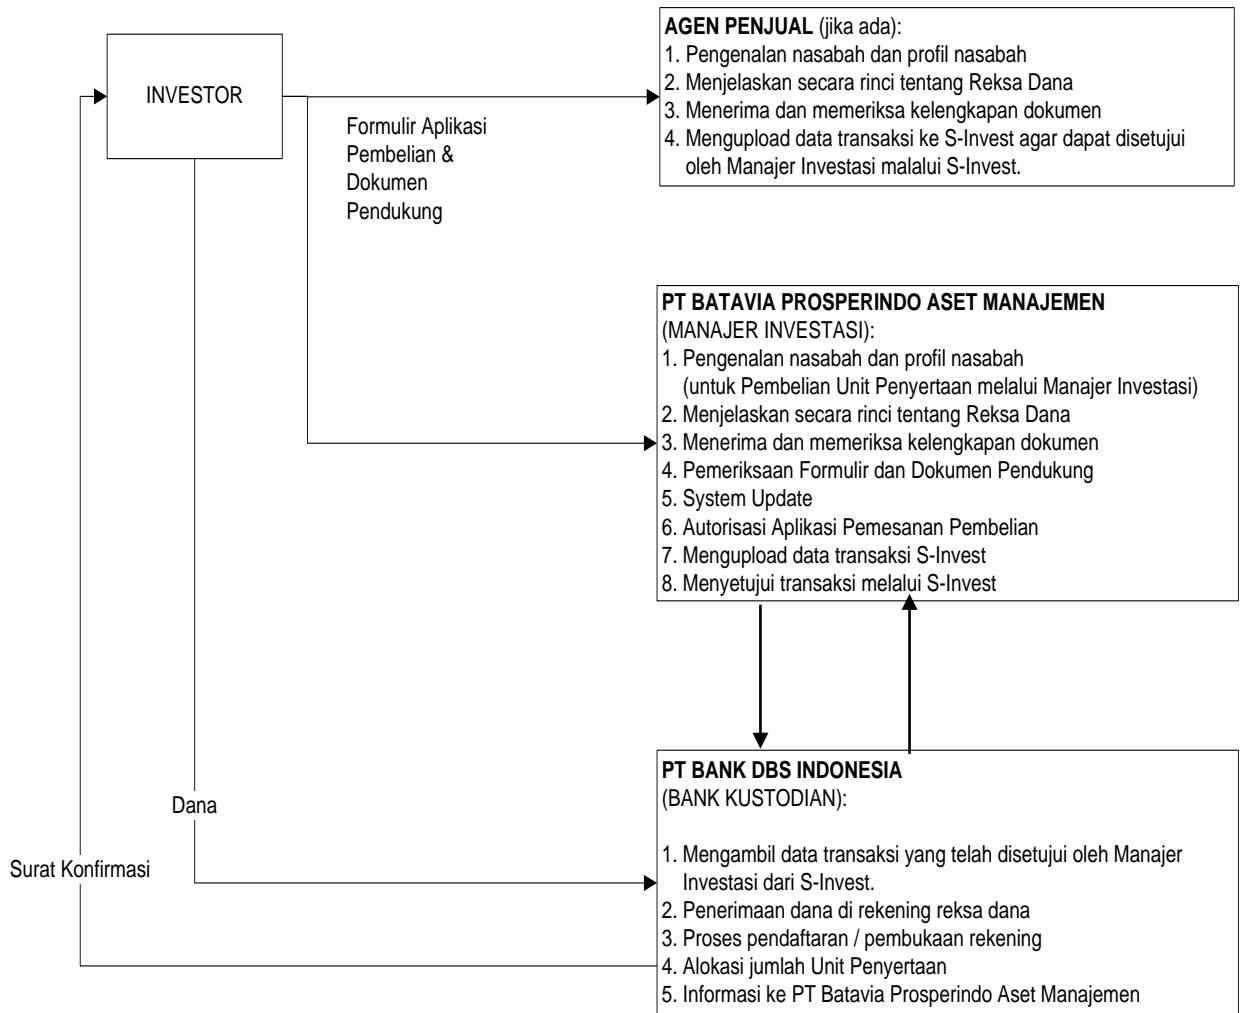 INVESTOR
Formulir Aplikasi
Pembelian &
Dokumen
Pendukung
AGEN PENJUAL (jika ada):
1. Pengenalan nasabah dan profil nasabah
2. Menjelaskan secara rinci tentang Reksa Dana
3. Menerima dan memeriksa kelengkapan dokumen
4. Mengupload data transaksi ke S-Invest agar dapat disetujui
oleh Manajer Investasi malalui S-Invest.
PT BATAVIA PROSPERINDO ASET MANAJEMEN
(MANAJER INVESTASI):
1. Pengenalan nasabah dan profil nasabah
(untuk Pembelian Unit Penyertaan melalui Manajer Investasi)
2. Menjelaskan secara rinci tentang Reksa Dana
3. Menerima dan memeriksa kelengkapan dokumen
4. Pemeriksaan Formulir dan Dokumen Pendukung
5. System Update
6. Autorisasi Aplikasi Pemesanan Pembelian
7. Mengupload data transaksi S-Invest
8. Menyetujui transaksi melalui S-Invest
Dana
Surat Konfirmasi
PT BANK DBS INDONESIA
(BANK KUSTODIAN):
1. Mengambil data transaksi yang telah disetujui oleh Manajer
Investasi dari S-Invest.
2. Penerimaan dana di rekening reksa dana
3. Proses pendaftaran / pembukaan rekening
4. Alokasi jumlah Unit Penyertaan
5. Informasi ke PT Batavia Prosperindo Aset Manajemen